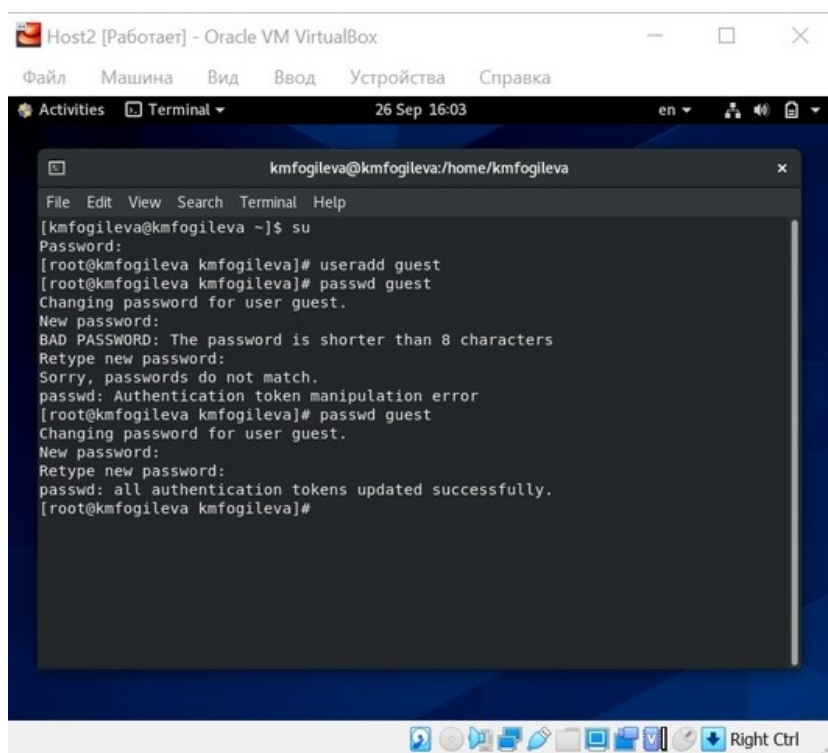 Host2 [Работает] - Oracle VM VirtualBox
Файл Машина Вид Ввод Устройства Справка
Activities Terminal 26 Sep 16:03 en
kmfogileva@kmfogileva:/home/kmfogileva
File Edit View Search Terminal Help
[kmfogileva@kmfogileva ~]$ su
Password:
[root@kmfogileva kmfogileva]# useradd guest
[root@kmfogileva kmfogileva]# passwd guest
Changing password for user guest.
New password:
BAD PASSWORD: The password is shorter than 8 characters
Retype new password:
Sorry, passwords do not match.
passwd: Authentication token manipulation error
[root@kmfogileva kmfogileva]# passwd guest
Changing password for user guest.
New password:
Retype new password:
passwd: all authentication tokens updated successfully.
[root@kmfogileva kmfogileva]#
Right Ctrl